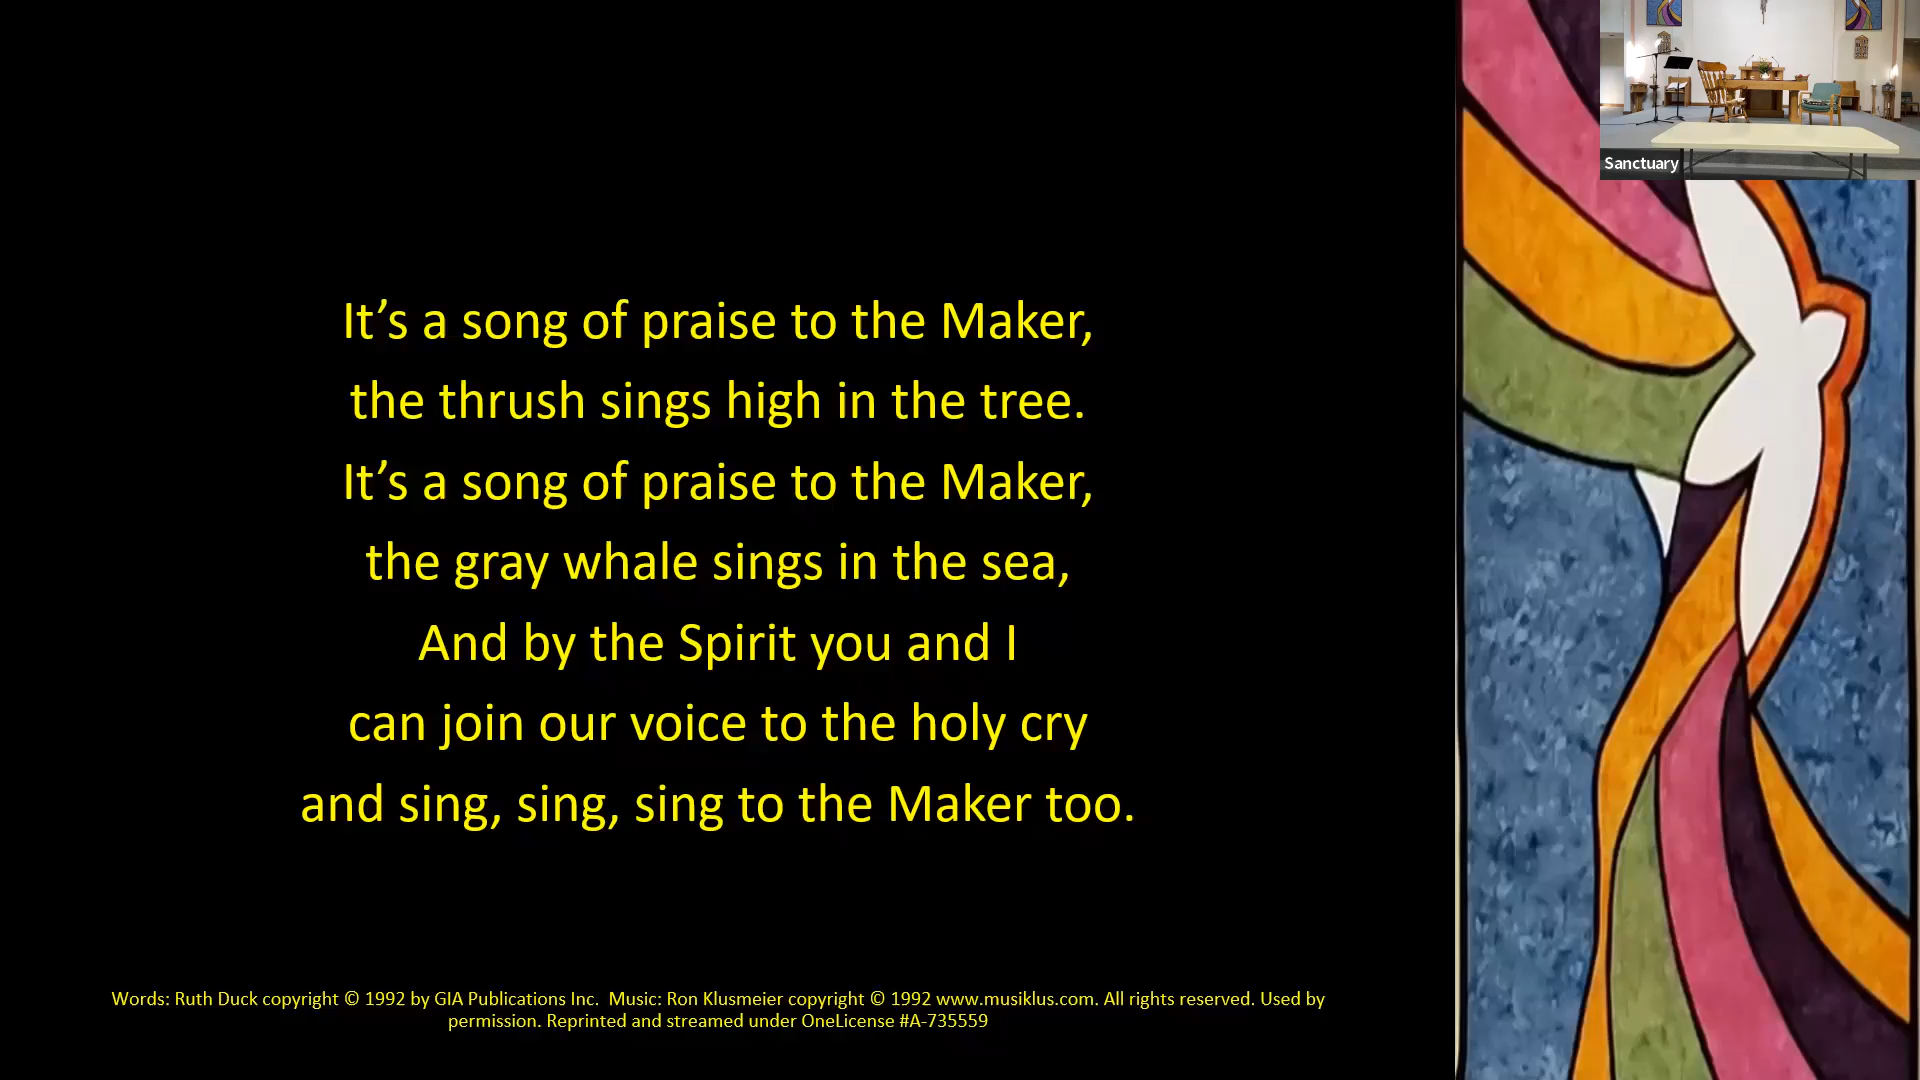 Sanctuary
It’s a song of praise to the Maker,
the thrush sings high in the tree.
It’s a song of praise to the Maker,
the gray whale sings in the sea,
And by the Spirit you and I
can join our voice to the holy cry
and sing, sing, sing to the Maker too.
Words: Ruth Duck copyright © 1992 by GIA Publications Inc.  Music: Ron Klusmeier copyright © 1992 www.musiklus.com. All rights reserved. Used by
permission. Reprinted and streamed under OneLicense #A-735559